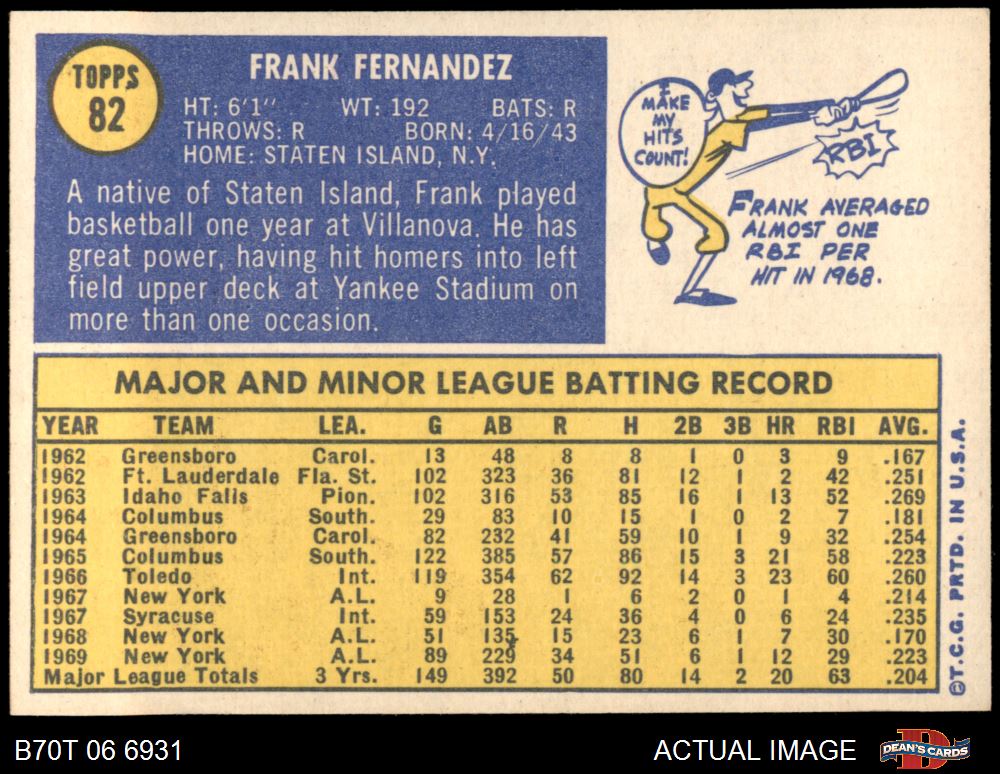 TOPPS
82
FRANK FERNANDEZ
HT: 6'1" WT: 192 BATS: R
THROWS: R BORN: 4/16/43
HOME: STATEN ISLAND, N.Y.
A native of Staten Island, Frank played
basketball one year at Villanova. He has
great power, having hit homers into left
field upper deck at Yankee Stadium on
more than one occasion.
I
MAKE
MY
HITS
COUNT!
RBI
FRANK AVERAGED
ALMOST ONE
RBI PER
HIT IN 1968.
MAJOR AND MINOR LEAGUE BATTING RECORD
YEAR TEAM LEA. G AB R H 2B 3B HR RBI AVG.
1962 Greensboro Carol. 13 48 8 8 1 0 3 9 .167
1962 Ft. Lauderdale Fla. St. 102 323 36 81 12 1 2 42 .251
1963 Idaho Falls Pion. 102 316 53 85 16 1 13 52 .269
1964 Columbus South. 29 83 10 15 1 0 2 7 .181
1964 Greensboro Carol. 82 232 41 59 10 1 9 32 .254
1965 Columbus South. 122 385 57 86 15 3 21 58 .223
1966 Toledo Int. 119 354 62 92 14 3 23 60 .260
1967 New York A.L. 9 28 1 6 2 0 1 4 .214
1967 Syracuse Int. 59 153 24 36 4 0 6 24 .235
1968 New York A.L. 51 135 15 23 6 1 7 30 .170
1969 New York A.L. 89 229 34 51 6 1 12 29 .223
Major League Totals 3 Yrs. 149 392 50 80 14 2 20 63 .204
©T.C.G. PRTD. IN U.S.A.
B70T 06 6931
ACTUAL IMAGE
DEAN'S CARDS